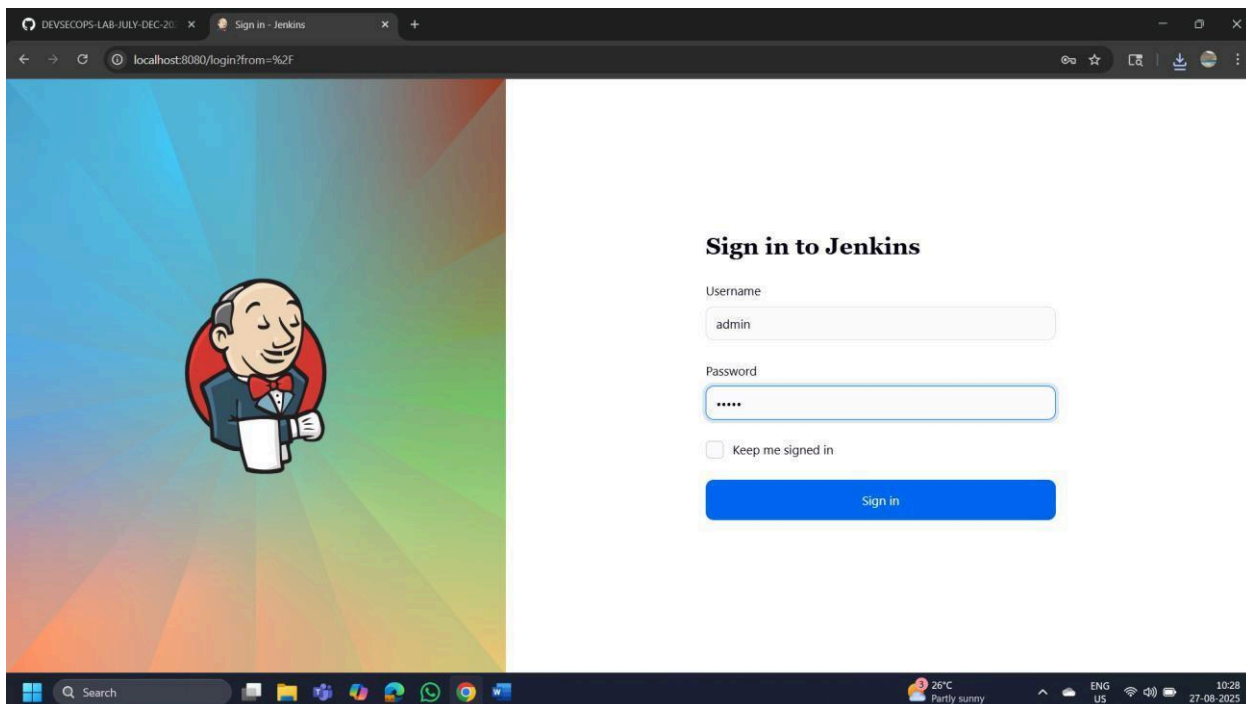 DEVSECOPS-LAB-JULY-DEC-20
Sign in - Jenkins
localhost:8080/login?from=%2F
Sign in to Jenkins
Username
admin
Password
•••••
Keep me signed in
Sign in
Search
3
26°C
Partly sunny
ENG
US
10:28
27-08-2025